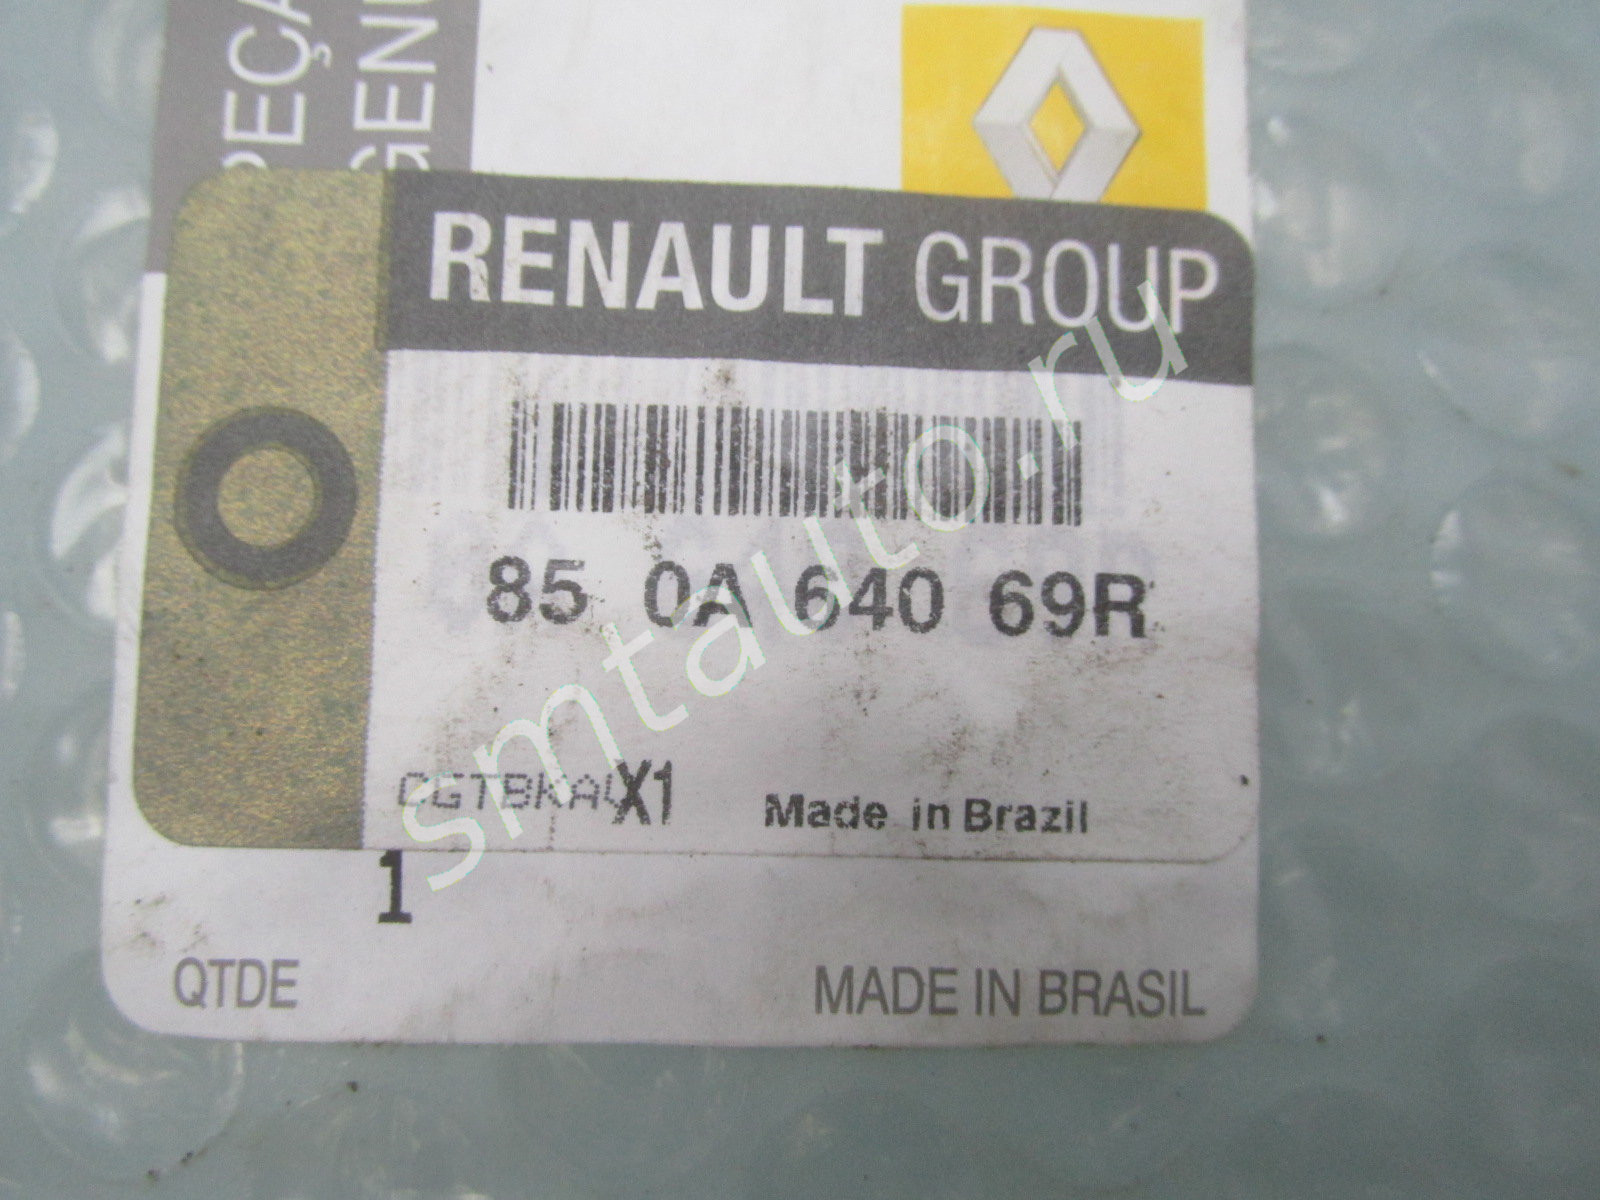 PEÇA
GENU
RENAULT GROUP
85 0A 640 69R
X1
Made in Brazil
1
QTDE
MADE IN BRASIL
smtauto.ru